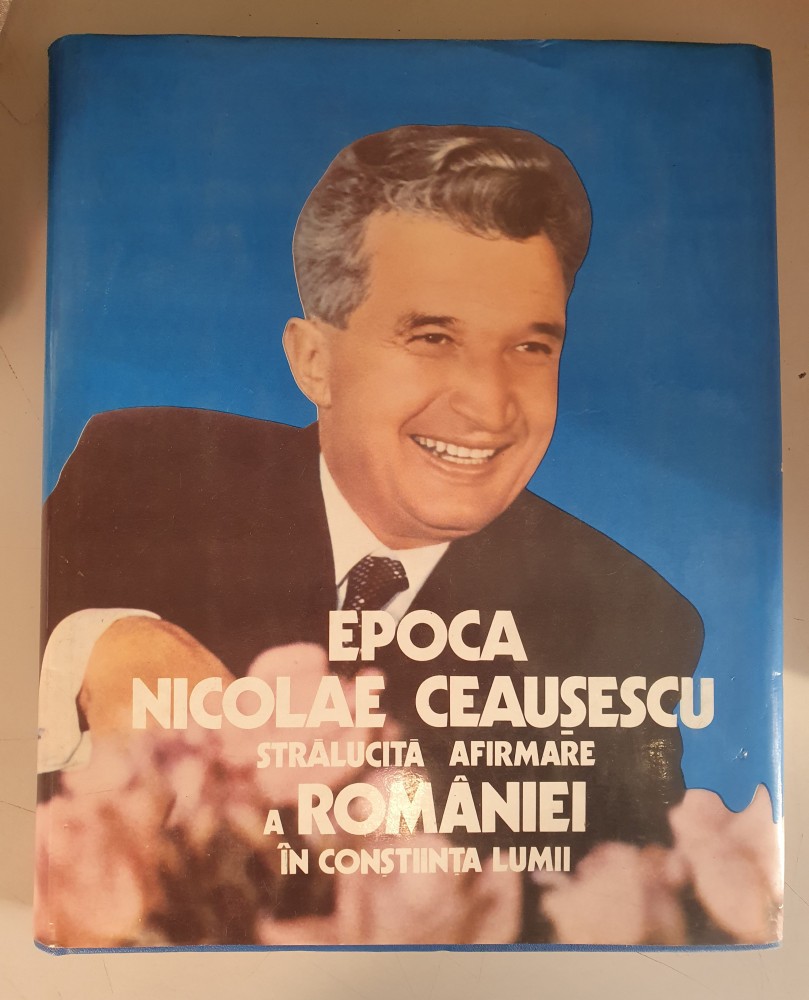 EPOCA
NICOLAE CEAUȘESCU
STRĂLUCITĂ AFIRMARE
A ROMÂNIEI
ÎN CONȘTIINȚA LUMII